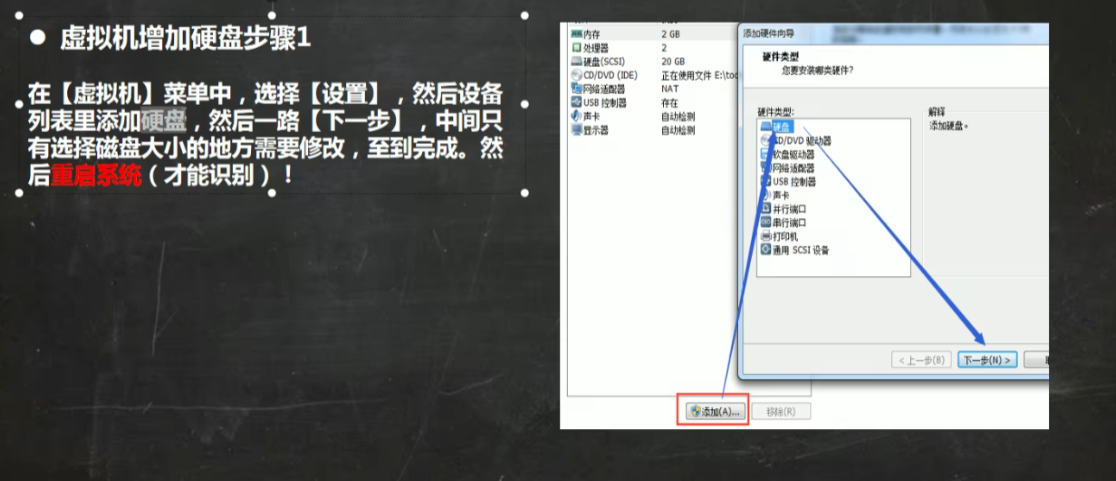 ● 虚拟机增加硬盘步骤1
在【虚拟机】菜单中，选择【设置】，然后设备
列表里添加硬盘，然后一路【下一步】，中间只
有选择磁盘大小的地方需要修改，至到完成。然
后重启系统（才能识别）！
内存 2 GB
处理器 2
硬盘(SCSI) 20 GB
CD/DVD (IDE) 正在使用文件 E:\too
网络适配器 NAT
USB 控制器 存在
声卡 自动检测
显示器 自动检测
添加(A)... 移除(R)
添加硬件向导
硬件类型
您要安装哪类硬件?
硬件类型:
硬盘
CD/DVD 驱动器
软盘驱动器
网络适配器
USB 控制器
声卡
并行端口
串行端口
打印机
通用 SCSI 设备
解释
添加硬盘。
< 上一步(B) 下一步(N) >